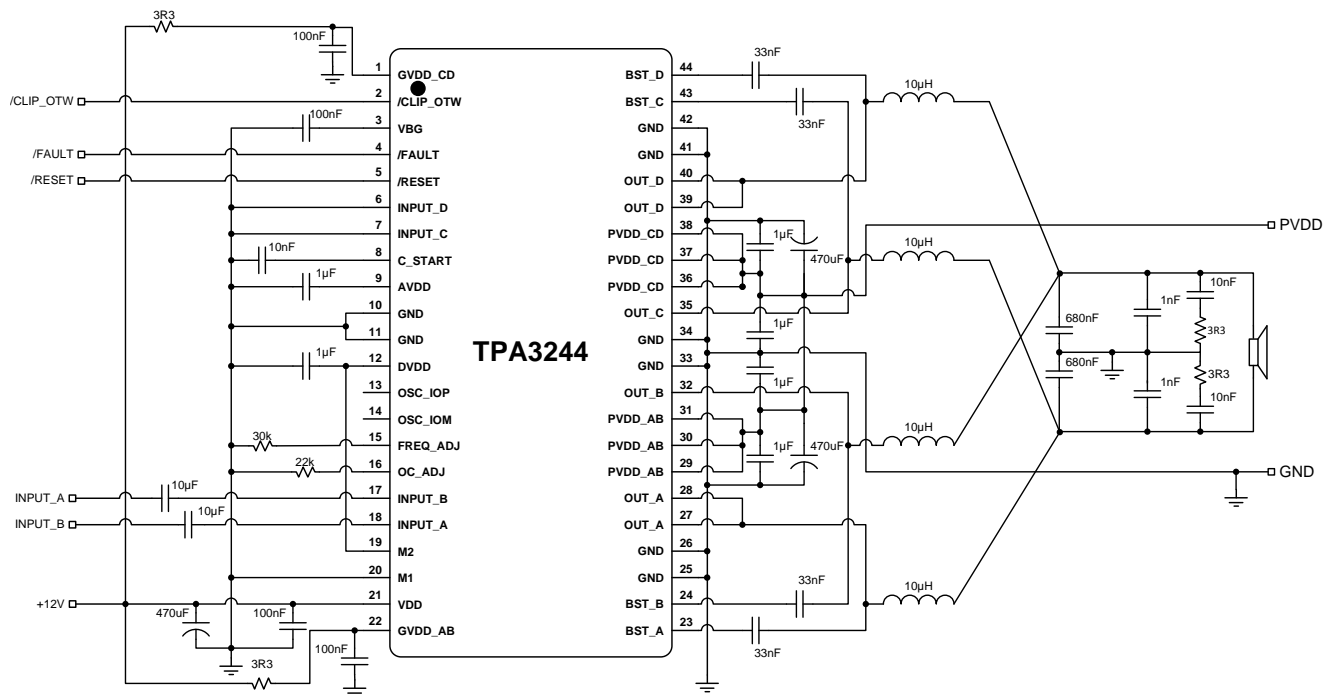 3R3
100nF
1 GVDD_CD
/CLIP_OTW 2 /CLIP_OTW
100nF 3 VBG
/FAULT 4 /FAULT
/RESET 5 /RESET
6 INPUT_D
7 INPUT_C
10nF 8 C_START
1µF 9 AVDD
10 GND
11 GND
1µF 12 DVDD
13 OSC_IOP
14 OSC_IOM
30k 15 FREQ_ADJ
22k 16 OC_ADJ
INPUT_A 10µF 17 INPUT_B
INPUT_B 10µF 18 INPUT_A
19 M2
20 M1
+12V 21 VDD
470uF 100nF 22 GVDD_AB
3R3 100nF
TPA3244
BST_D 44 33nF
BST_C 43 33nF
10µH
GND 42
GND 41
OUT_D 40
OUT_D 39
PVDD_CD 38
PVDD_CD 37
PVDD_CD 36
1µF 470uF
PVDD
10µH
OUT_C 35
GND 34
1µF
GND 33
1µF
OUT_B 32
PVDD_AB 31
PVDD_AB 30
PVDD_AB 29
1µF 470uF
10µH
OUT_A 28
OUT_A 27
GND 26
GND 25
BST_B 24 33nF
BST_A 23 33nF
10µH
680nF 1nF 10nF
3R3
680nF 1nF 3R3
10nF
GND